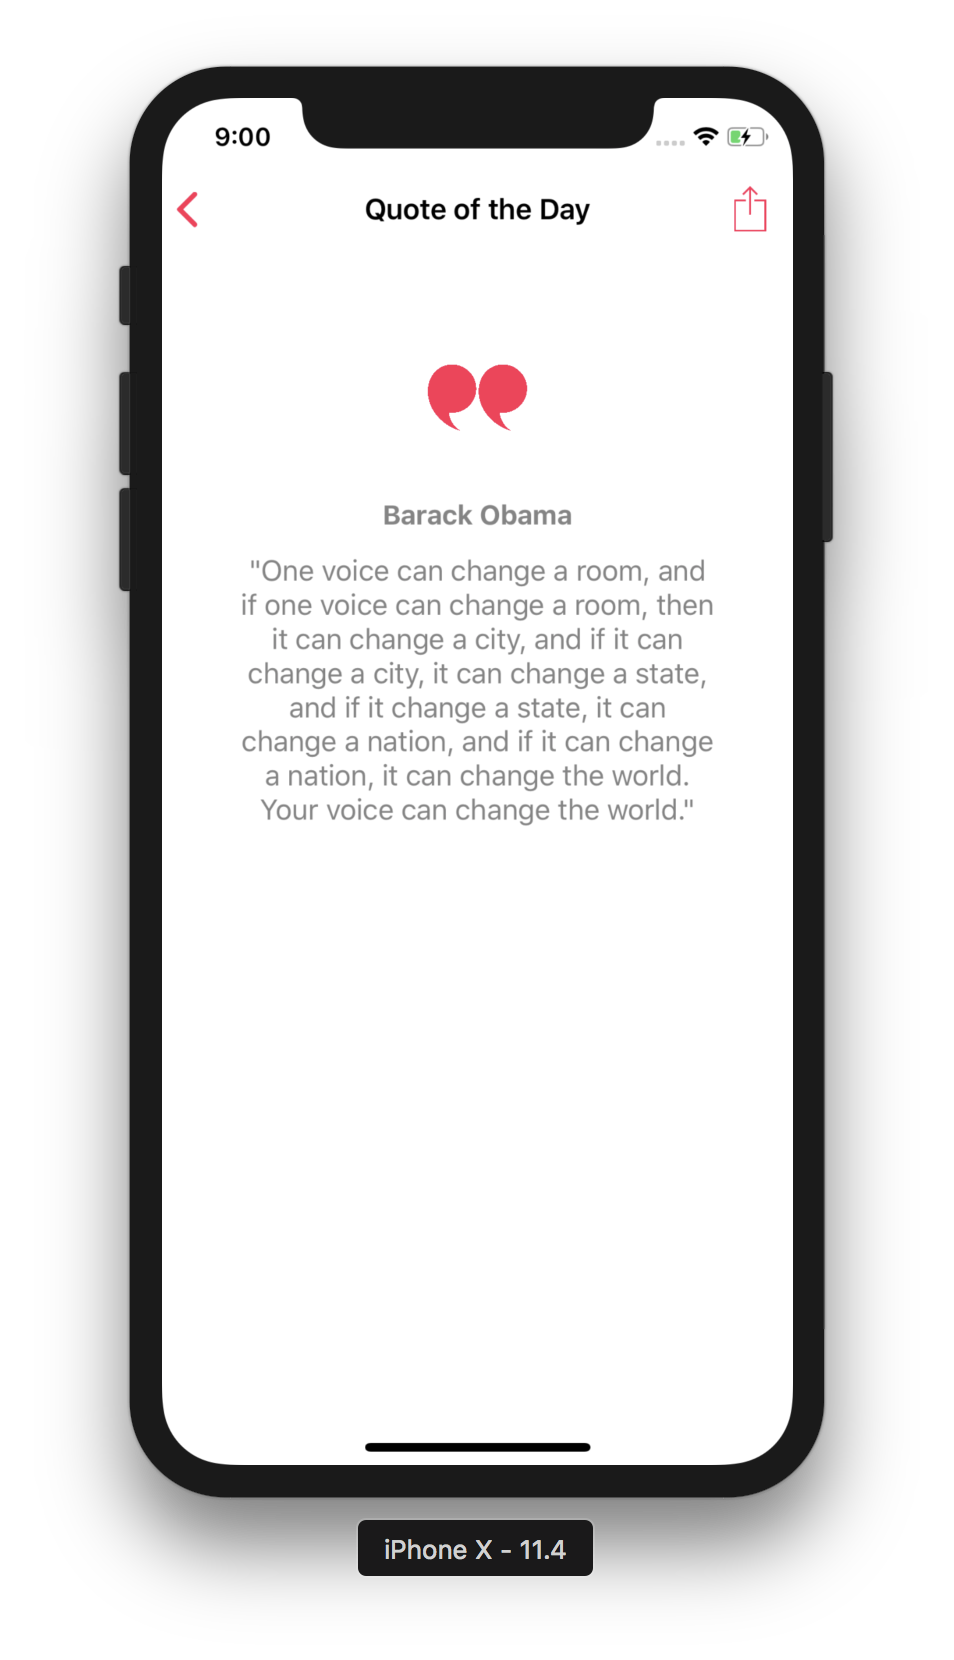 9:00
Quote of the Day
Barack Obama
"One voice can change a room, and
if one voice can change a room, then
it can change a city, and if it can
change a city, it can change a state,
and if it change a state, it can
change a nation, and if it can change
a nation, it can change the world.
Your voice can change the world."
iPhone X - 11.4